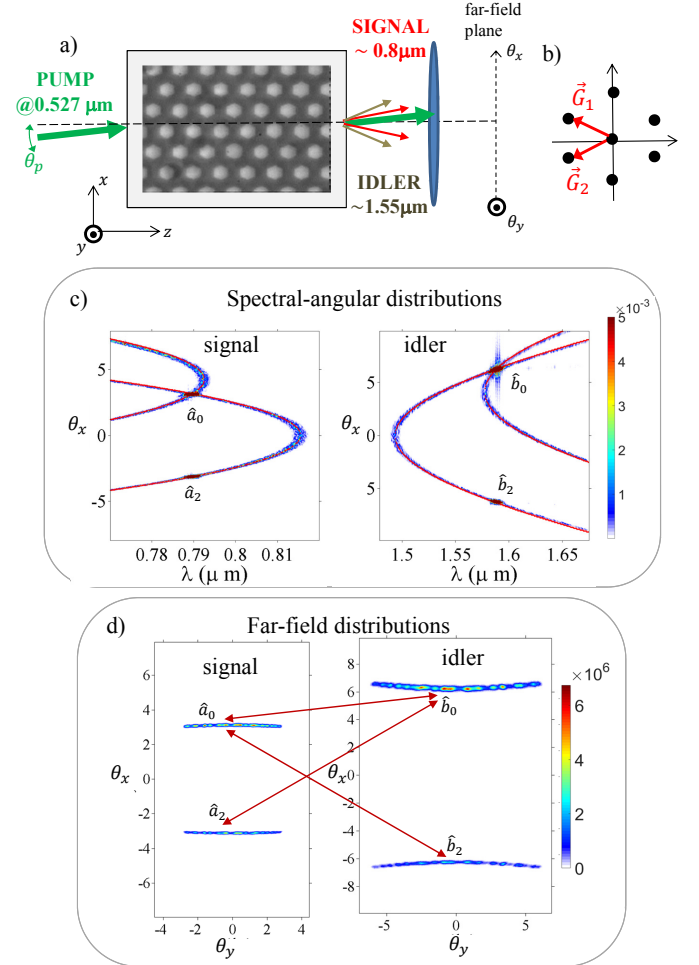 a)
PUMP
@0.527 μm
θp
x
y
z
SIGNAL
~ 0.8μm
IDLER
~1.55μm
far-field
plane
θx
θy
b)
G⃗1
G⃗2
c)
Spectral-angular distributions
signal
5
0
-5
θx
â0
â2
0.78 0.79 0.8 0.81
λ (μ m)
idler
5
0
5
θx
b̂0
b̂2
1.5 1.55 1.6 1.65
λ (μ m)
×10-3
5
4
3
2
1
d)
Far-field distributions
signal
6
4
2
0
-2
-4
-6
θx
â0
â2
-4 -2 0 2 4
θy
idler
8
6
4
2
0
-2
-4
-6
-8
θx
b̂0
b̂2
-5 0 5
θy
×106
6
4
2
0